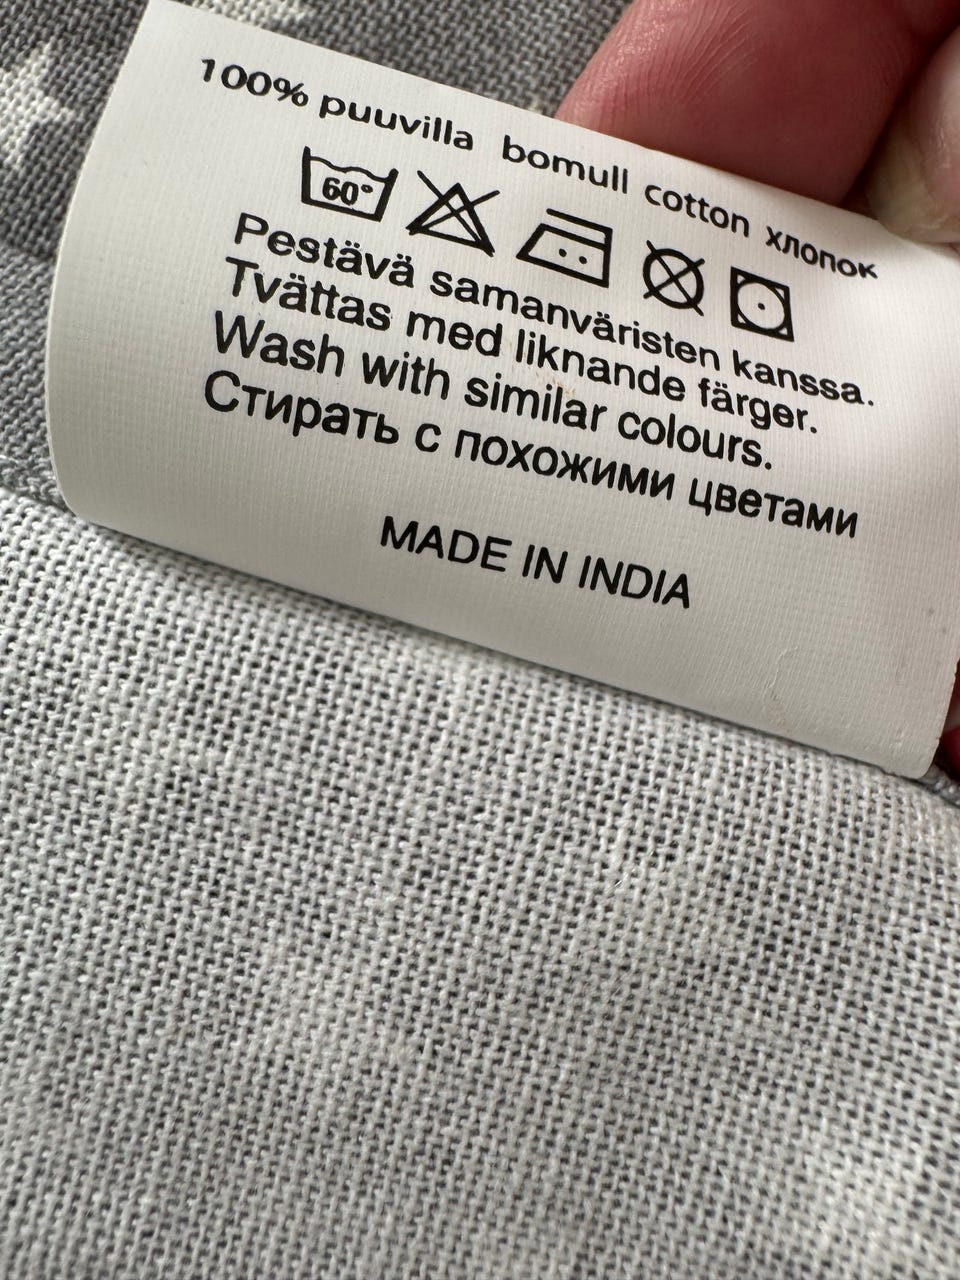 100% puuvilla bomull cotton хлопок
60°
Pestävä samanväristen kanssa.
Tvättas med liknande färger.
Wash with similar colours.
Стирать с похожими цветами
MADE IN INDIA